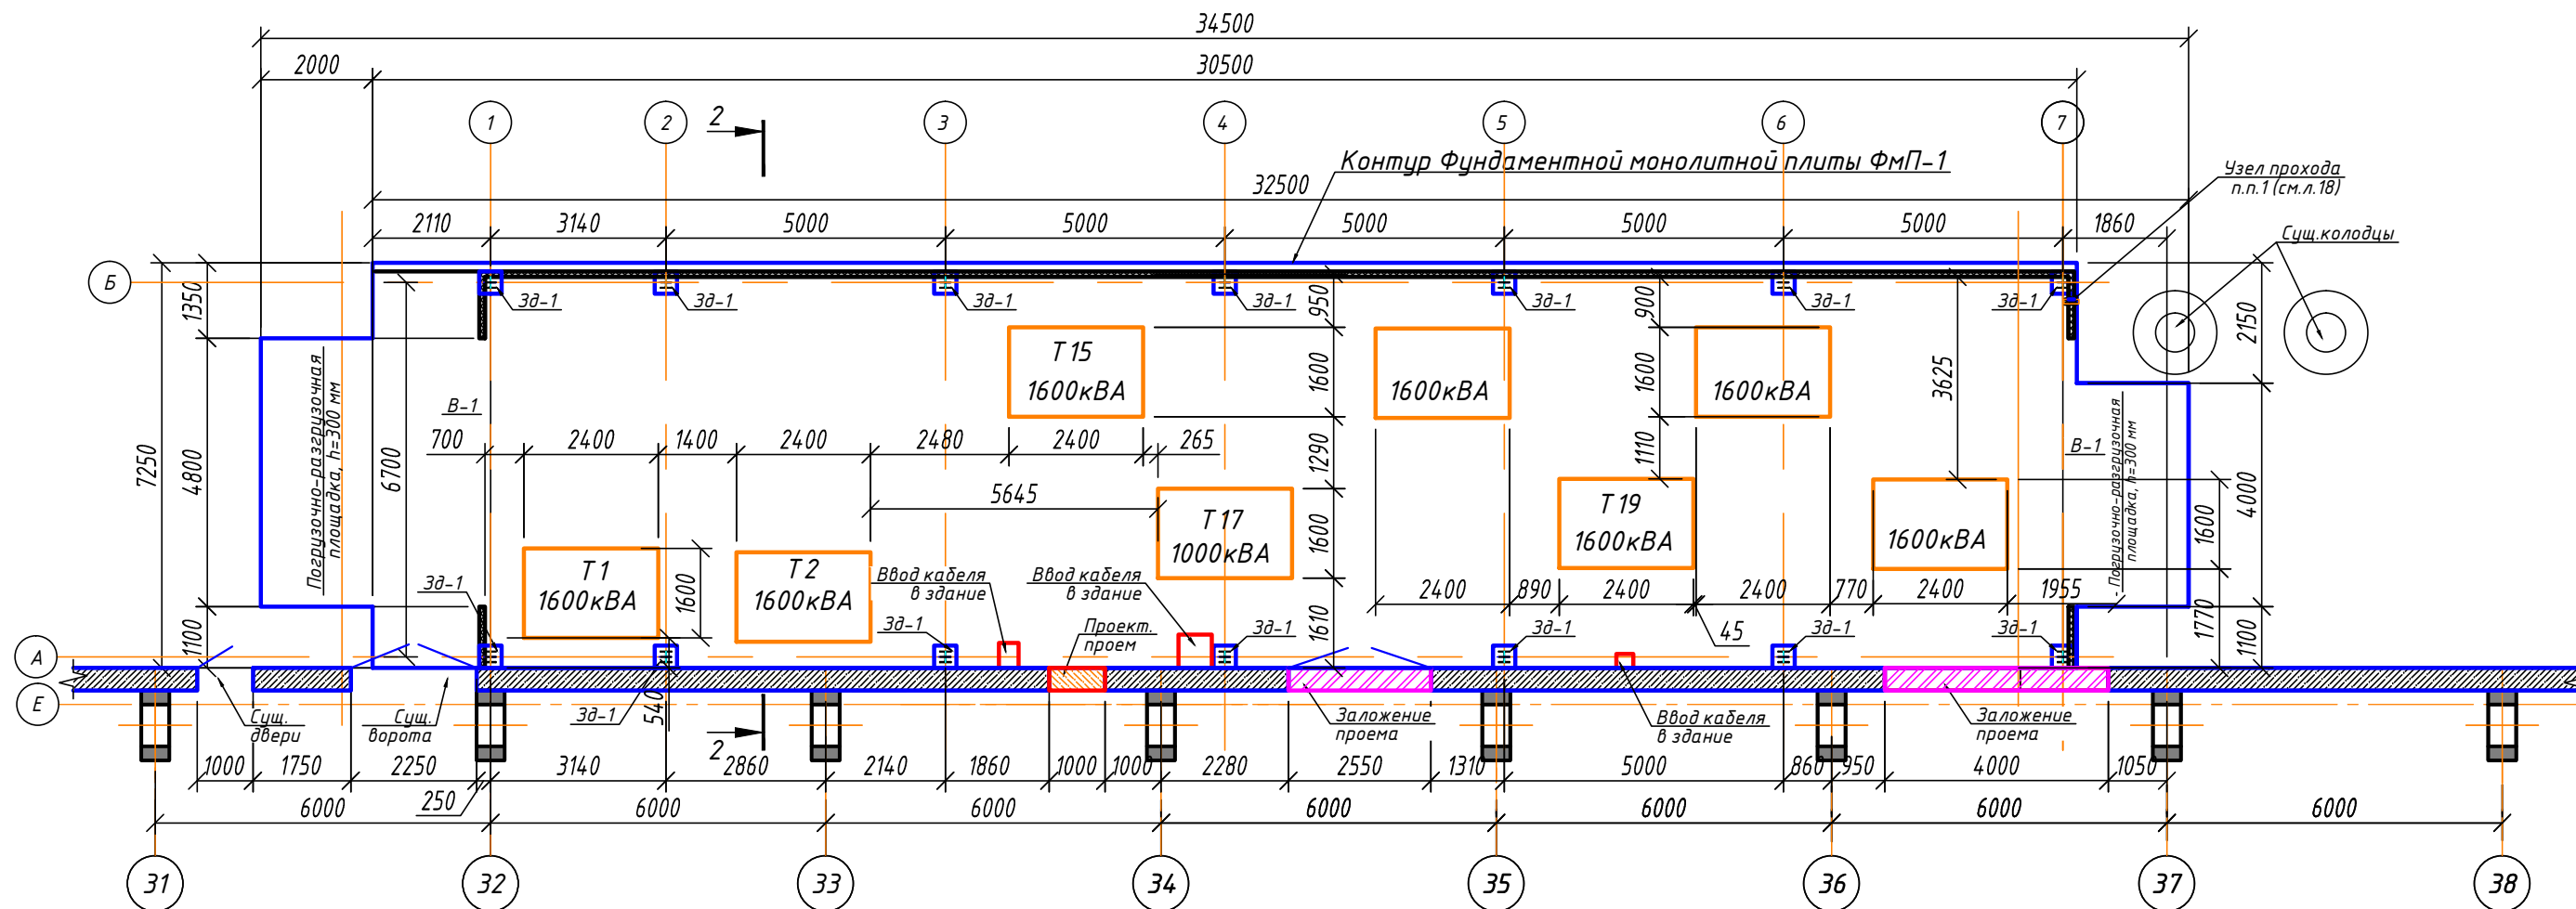 34500
2000
30500
1
2
2
3
4
5
6
7
Контур Фундаментной монолитной плиты ФмП-1
Узел прохода
п.п.1 (см.л.18)
32500
2110
3140
5000
5000
5000
5000
5000
1860
Сущ.колодцы
Б
Зд-1
Зд-1
Зд-1
Зд-1
Зд-1
Зд-1
Зд-1
1350
950
900
2150
Т15
1600кВА
1600
1600кВА
1600
1600кВА
3625
В-1
700
2400
1400
2400
2480
2400
265
1290
1110
В-1
7250
4800
6700
Погрузочно-разгрузочная
площадка, h=300 мм
Погрузочно-разгрузочная
площадка, h=300 мм
4000
5645
Т17
1000кВА
1600
Т19
1600кВА
1600кВА
1600
Т1
1600кВА
1600
Т2
1600кВА
Зд-1
Ввод кабеля
в здание
Ввод кабеля
в здание
2400
890
2400
2400
770
2400
1955
45
1100
Зд-1
Проект.
проем
Зд-1
1610
Зд-1
Зд-1
Зд-1
1770
1100
А
Е
Сущ.
двери
Сущ.
ворота
Зд-1
540
2
Заложение
проема
Ввод кабеля
в здание
Заложение
проема
1000
1750
2250
250
3140
2860
2140
1860
1000
1000
2280
2550
1310
5000
860
950
4000
1050
6000
6000
6000
6000
6000
6000
6000
31
32
33
34
35
36
37
38